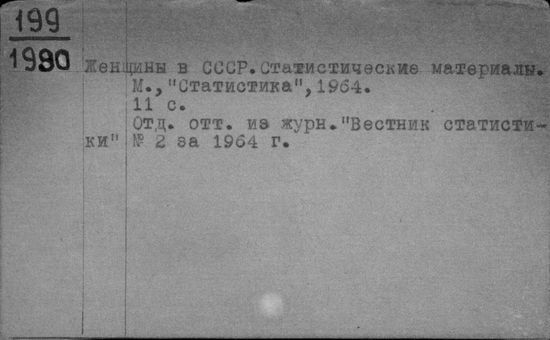 199
1980
Женщины в СССР. Статистические материалы.
М., "Статистика", 1964.
11 с.
Отд. отт. из журн. "Вестник статисти-
ки" № 2 за 1964 г.